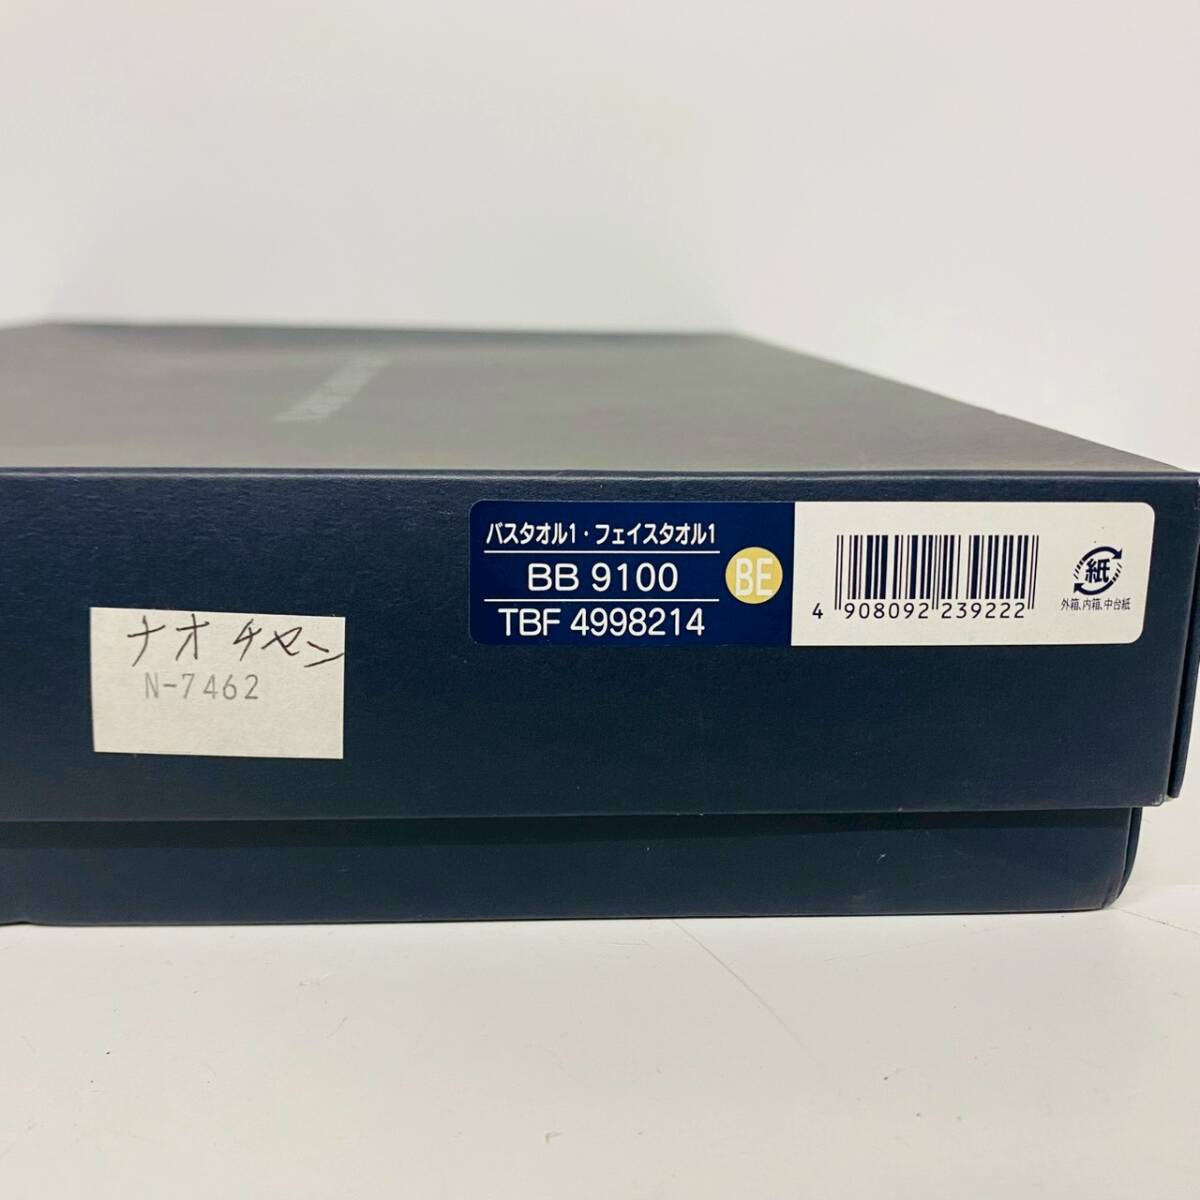 バスタオル1・フェイスタオル1
BB 9100
TBF 4998214
BE
4 908092 239222
紙
外箱、内箱、中台紙
ナオ チセン
N-7462